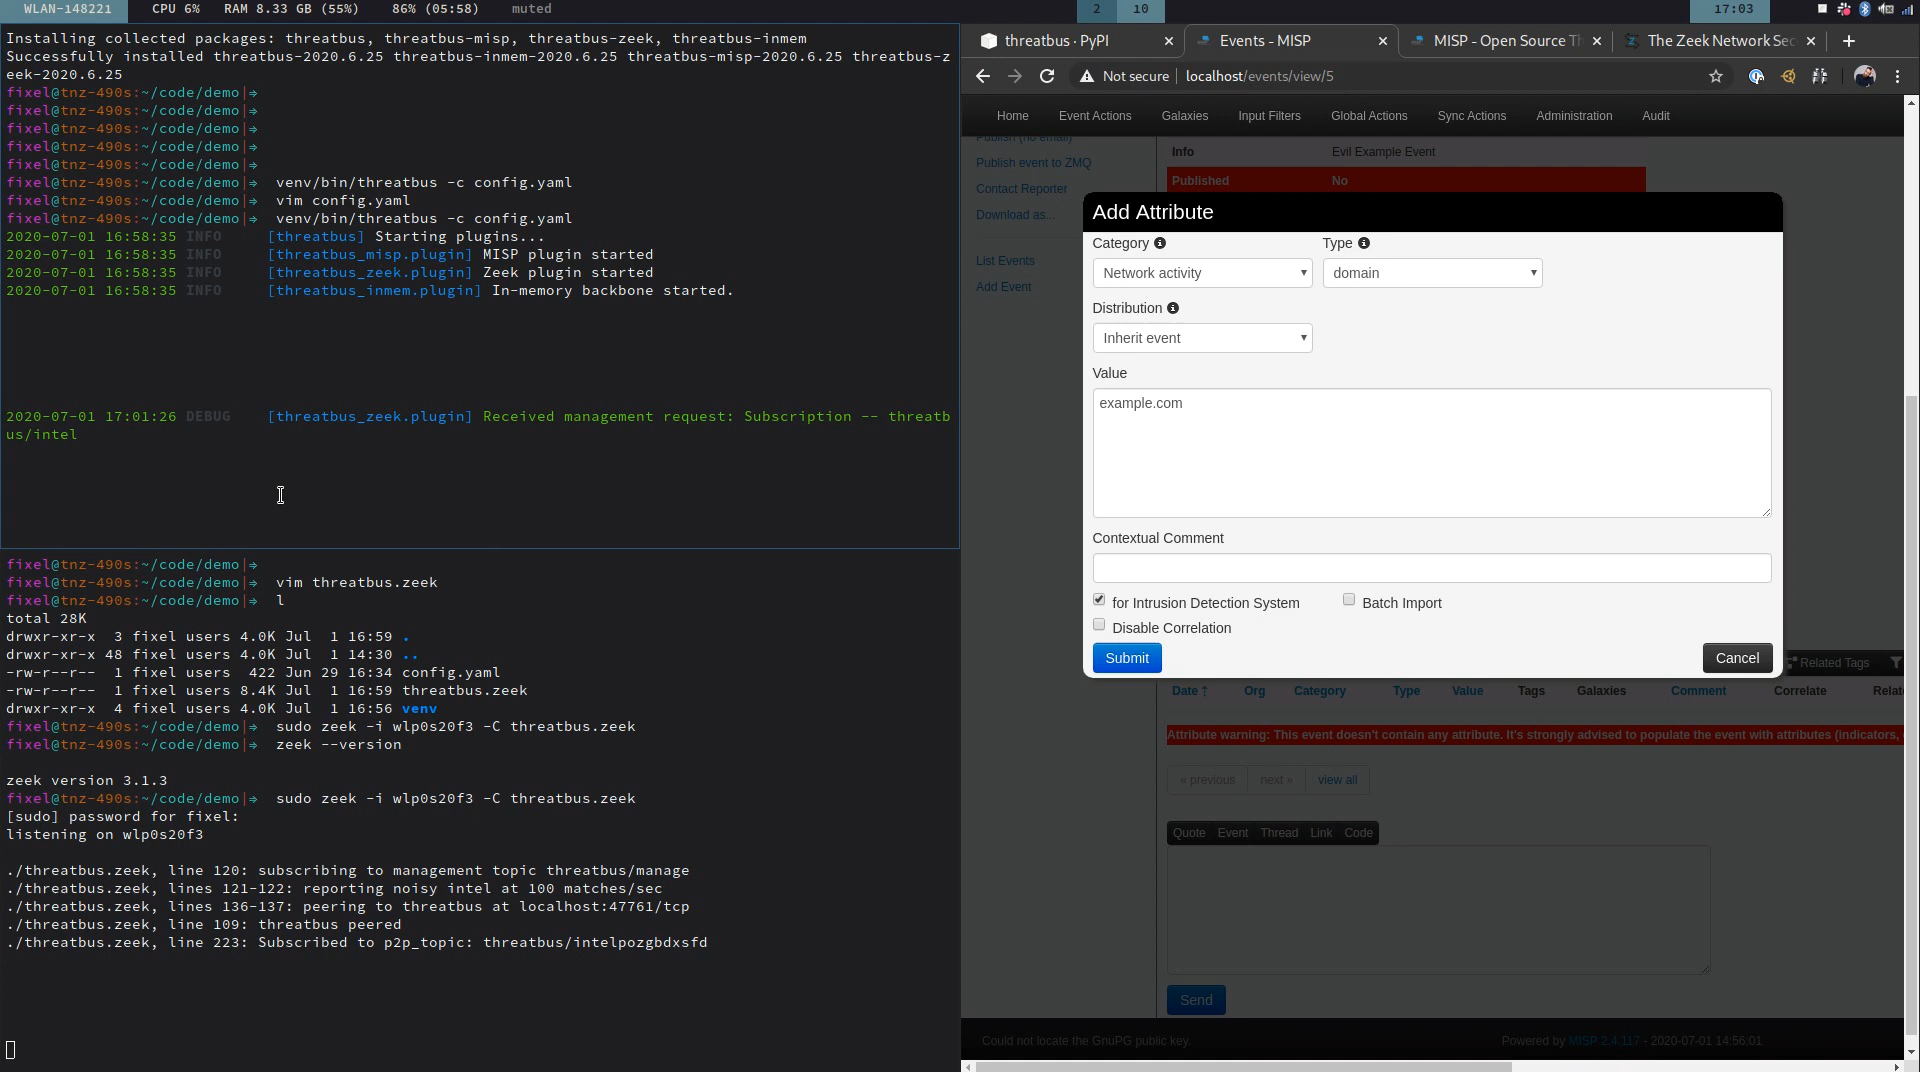 WLAN-14822i CPU 6% RAM 8.33 GB (55%) 86% (05:58) muted 2 10 17:03
Installing collected packages: threatbus, threatbus-misp, threatbus-zeek, threatbus-inmem
Successfully installed threatbus-2020.6.25 threatbus-inmem-2020.6.25 threatbus-misp-2020.6.25 threatbus-z
eek-2020.6.25
fixel@tnz-490s:~/code/demo|⇒
fixel@tnz-490s:~/code/demo|⇒
fixel@tnz-490s:~/code/demo|⇒
fixel@tnz-490s:~/code/demo|⇒
fixel@tnz-490s:~/code/demo|⇒
fixel@tnz-490s:~/code/demo|⇒ venv/bin/threatbus -c config.yaml
fixel@tnz-490s:~/code/demo|⇒ vim config.yaml
fixel@tnz-490s:~/code/demo|⇒ venv/bin/threatbus -c config.yaml
2020-07-01 16:58:35 INFO [threatbus] Starting plugins...
2020-07-01 16:58:35 INFO [threatbus_misp.plugin] MISP plugin started
2020-07-01 16:58:35 INFO [threatbus_zeek.plugin] Zeek plugin started
2020-07-01 16:58:35 INFO [threatbus_inmem.plugin] In-memory backbone started.
2020-07-01 17:01:26 DEBUG [threatbus_zeek.plugin] Received management request: Subscription -- threatb
us/intel
fixel@tnz-490s:~/code/demo|⇒
fixel@tnz-490s:~/code/demo|⇒ vim threatbus.zeek
fixel@tnz-490s:~/code/demo|⇒ l
total 28K
drwxr-xr-x 3 fixel users 4.0K Jul 1 16:59 .
drwxr-xr-x 48 fixel users 4.0K Jul 1 14:30 ..
-rw-r--r-- 1 fixel users 422 Jun 29 16:34 config.yaml
-rw-r--r-- 1 fixel users 8.4K Jul 1 16:59 threatbus.zeek
drwxr-xr-x 4 fixel users 4.0K Jul 1 16:56 venv
fixel@tnz-490s:~/code/demo|⇒ sudo zeek -i wlp0s20f3 -C threatbus.zeek
fixel@tnz-490s:~/code/demo|⇒ zeek --version
zeek version 3.1.3
fixel@tnz-490s:~/code/demo|⇒ sudo zeek -i wlp0s20f3 -C threatbus.zeek
[sudo] password for fixel:
listening on wlp0s20f3
./threatbus.zeek, line 120: subscribing to management topic threatbus/manage
./threatbus.zeek, lines 121-122: reporting noisy intel at 100 matches/sec
./threatbus.zeek, lines 136-137: peering to threatbus at localhost:47761/tcp
./threatbus.zeek, line 109: threatbus peered
./threatbus.zeek, line 223: Subscribed to p2p_topic: threatbus/intelpozgbdxsfd
threatbus · PyPI Events - MISP MISP - Open Source Th The Zeek Network Sec
Not secure localhost/events/view/5
Home Event Actions Galaxies Input Filters Global Actions Sync Actions Administration Audit
Publish (no email)
Publish event to ZMQ
Contact Reporter
Download as...
List Events
Add Event
Info Evil Example Event
Published No
Add Attribute
Category Type
Network activity domain
Distribution
Inherit event
Value
example.com
Contextual Comment
for Intrusion Detection System Batch Import
Disable Correlation
Submit Cancel
Related Tags
Date Org Category Type Value Tags Galaxies Comment Correlate Relate
Attribute warning: This event doesn't contain any attribute. It's strongly advised to populate the event with attributes (indicators,
« previous next » view all
Quote Event Thread Link Code
Send
Could not locate the GnuPG public key. Powered by MISP 2.4.117 - 2020-07-01 14:56:01